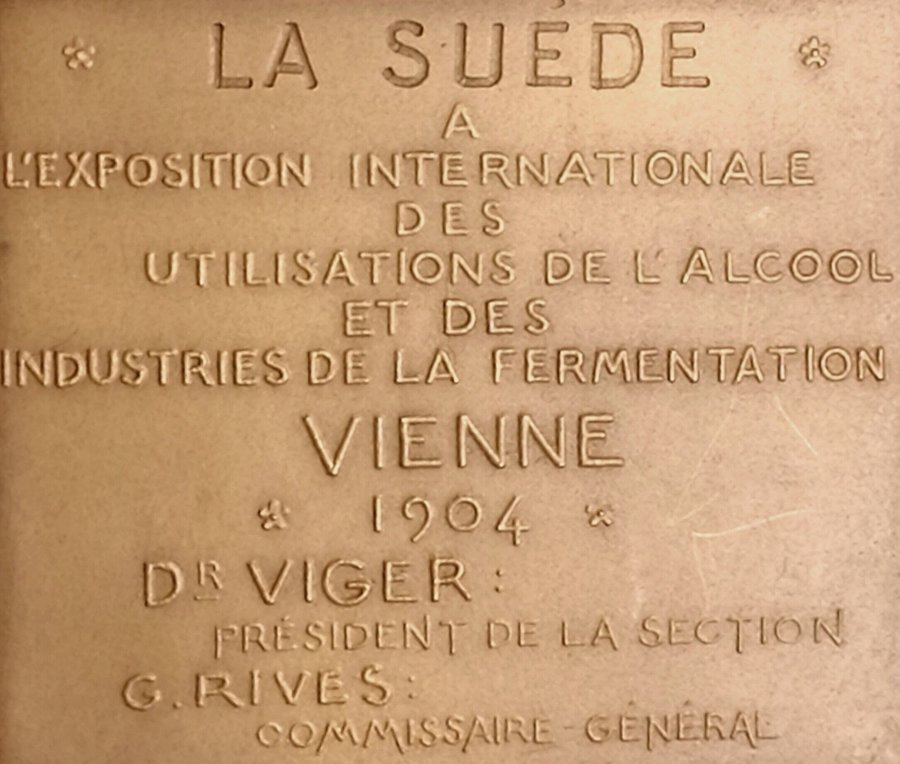 LA SUÉDE
A
L'EXPOSITION INTERNATIONALE
DES
UTILISATIONS DE L'ALCOOL
ET DES
INDUSTRIES DE LA FERMENTATION
VIENNE
1904
DR VIGER:
PRÉSIDENT DE LA SECTION
G. RIVES:
COMMISSAIRE-GÉNÉRAL